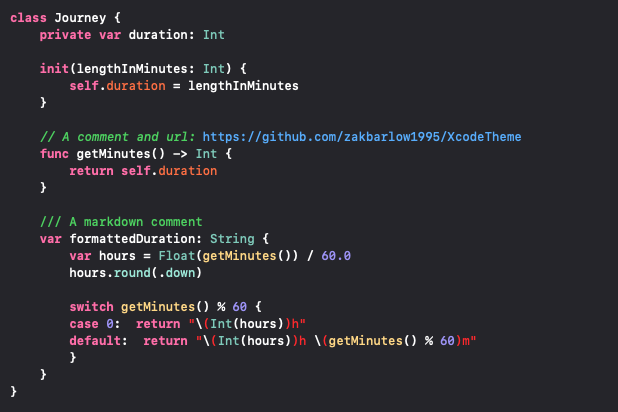 class Journey {
    private var duration: Int

    init(lengthInMinutes: Int) {
        self.duration = lengthInMinutes
    }

    // A comment and url: https://github.com/zakbarlow1995/XcodeTheme
    func getMinutes() -> Int {
        return self.duration
    }

    /// A markdown comment
    var formattedDuration: String {
        var hours = Float(getMinutes()) / 60.0
        hours.round(.down)

        switch getMinutes() % 60 {
        case 0:  return "\(Int(hours))h"
        default:  return "\(Int(hours))h \(getMinutes() % 60)m"
        }
    }
}